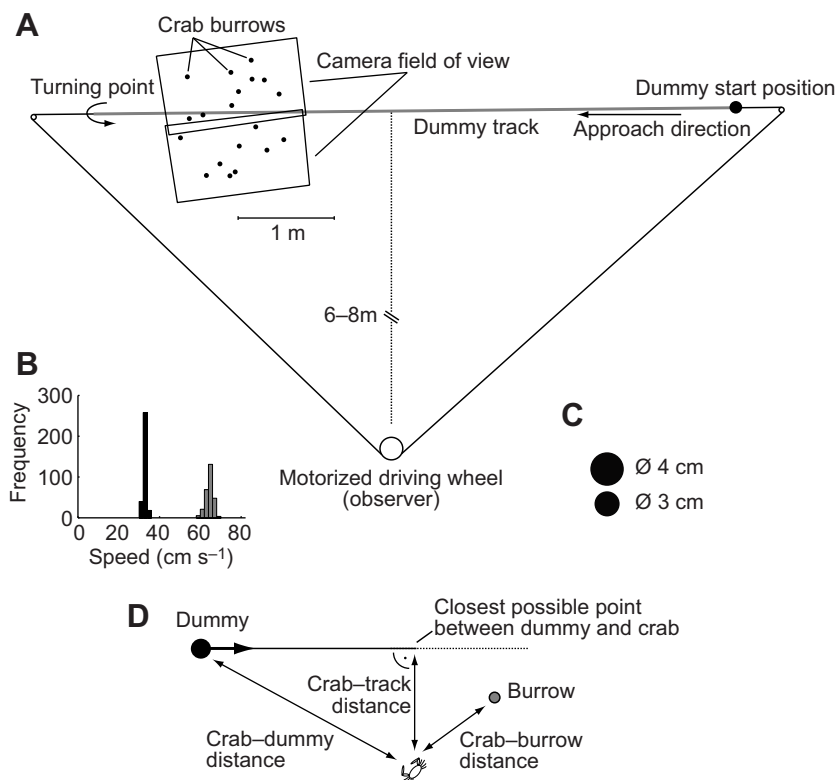 A
Crab burrows
Camera field of view
Turning point
Dummy start position
Dummy track
Approach direction
1 m
6–8m
Motorized driving wheel
(observer)
B
Frequency
300
200
100
0
0 20 40 60 80
Speed (cm s–1)
C
Ø 4 cm
Ø 3 cm
D
Dummy
Closest possible point
between dummy and crab
Crab–track
distance
Burrow
Crab–dummy
distance
Crab–burrow
distance